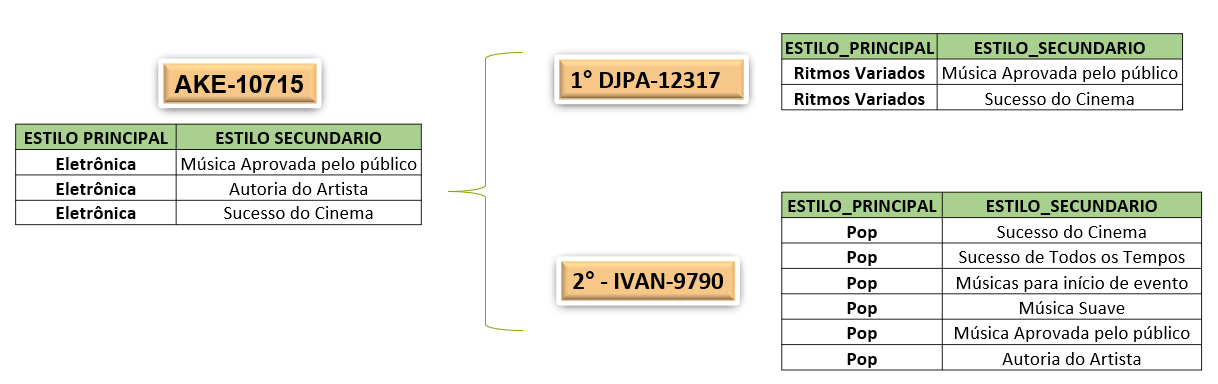 AKE-10715
ESTILO PRINCIPAL ESTILO SECUNDARIO
Eletrônica Música Aprovada pelo público
Eletrônica Autoria do Artista
Eletrônica Sucesso do Cinema
1° DJPA-12317
ESTILO_PRINCIPAL ESTILO_SECUNDARIO
Ritmos Variados Música Aprovada pelo público
Ritmos Variados Sucesso do Cinema
2° - IVAN-9790
ESTILO_PRINCIPAL ESTILO_SECUNDARIO
Pop Sucesso do Cinema
Pop Sucesso de Todos os Tempos
Pop Músicas para início de evento
Pop Música Suave
Pop Música Aprovada pelo público
Pop Autoria do Artista